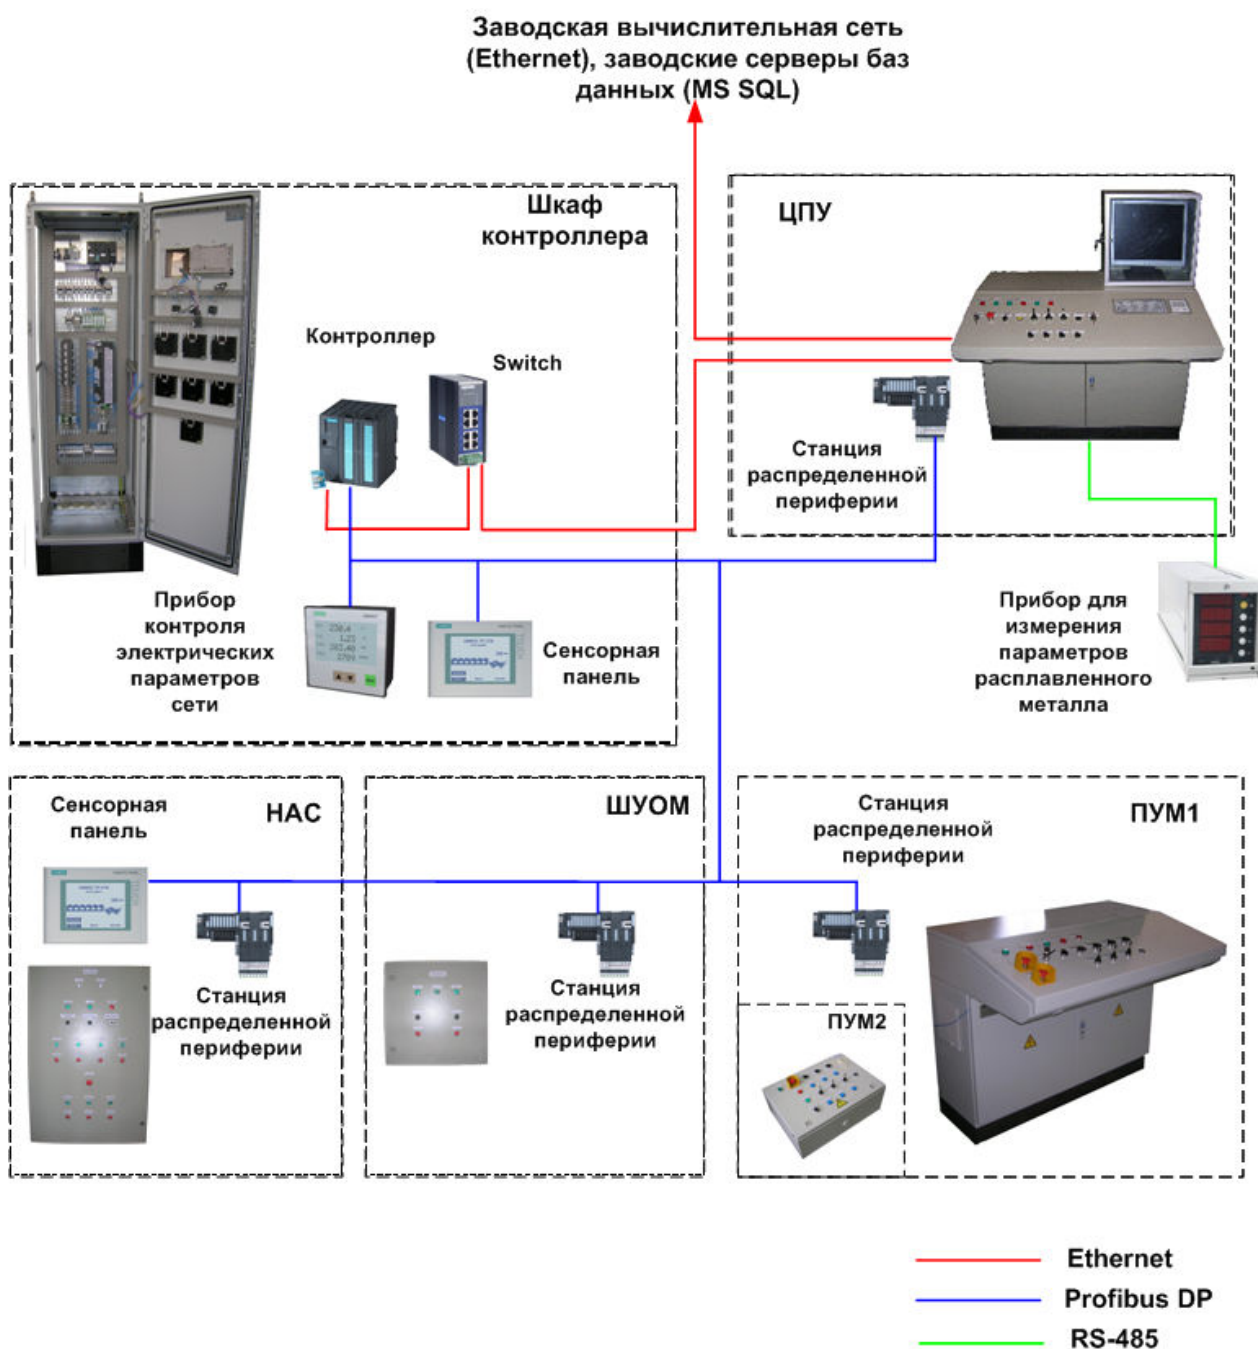 Заводская вычислительная сеть
(Ethernet), заводские серверы баз
данных (MS SQL)
Шкаф
контроллера
ЦПУ
Контроллер
Switch
Станция
распределенной
периферии
Прибор
контроля
электрических
параметров
сети
Сенсорная
панель
Прибор для
измерения
параметров
расплавленного
металла
Сенсорная
панель
НАС
ШУОМ
Станция
распределенной
периферии
ПУМ1
Станция
распределенной
периферии
Станция
распределенной
периферии
ПУМ2
Ethernet
Profibus DP
RS-485